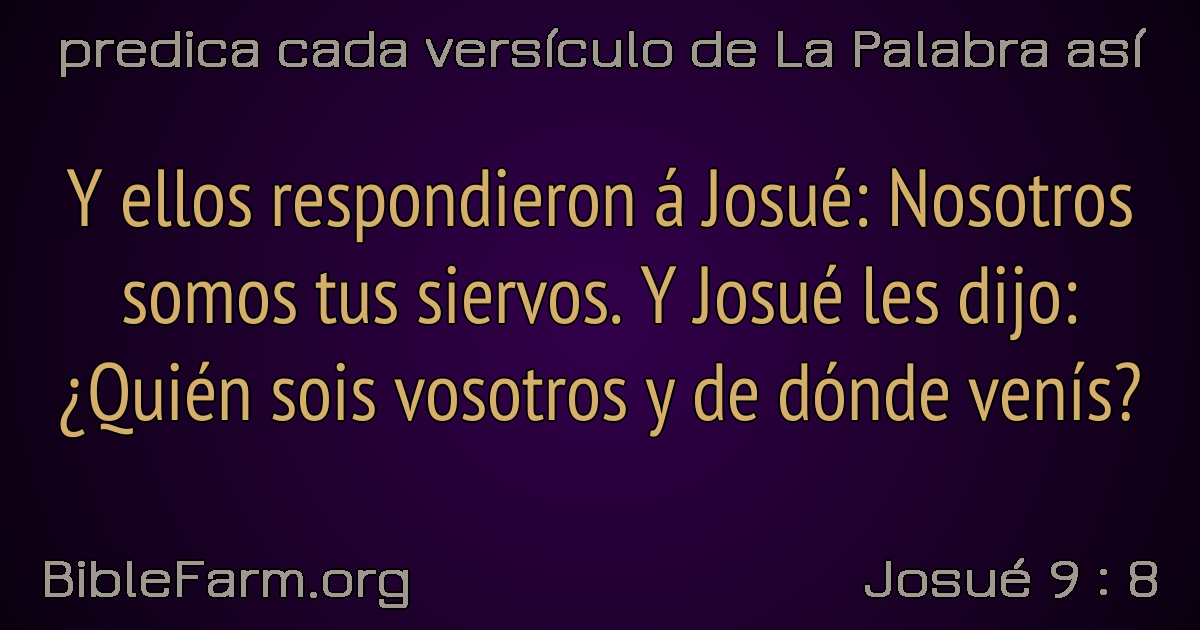 predica cada versículo de La Palabra así
Y ellos respondieron á Josué: Nosotros
somos tus siervos. Y Josué les dijo:
¿Quién sois vosotros y de dónde venís?
BibleFarm.org
Josué 9 : 8